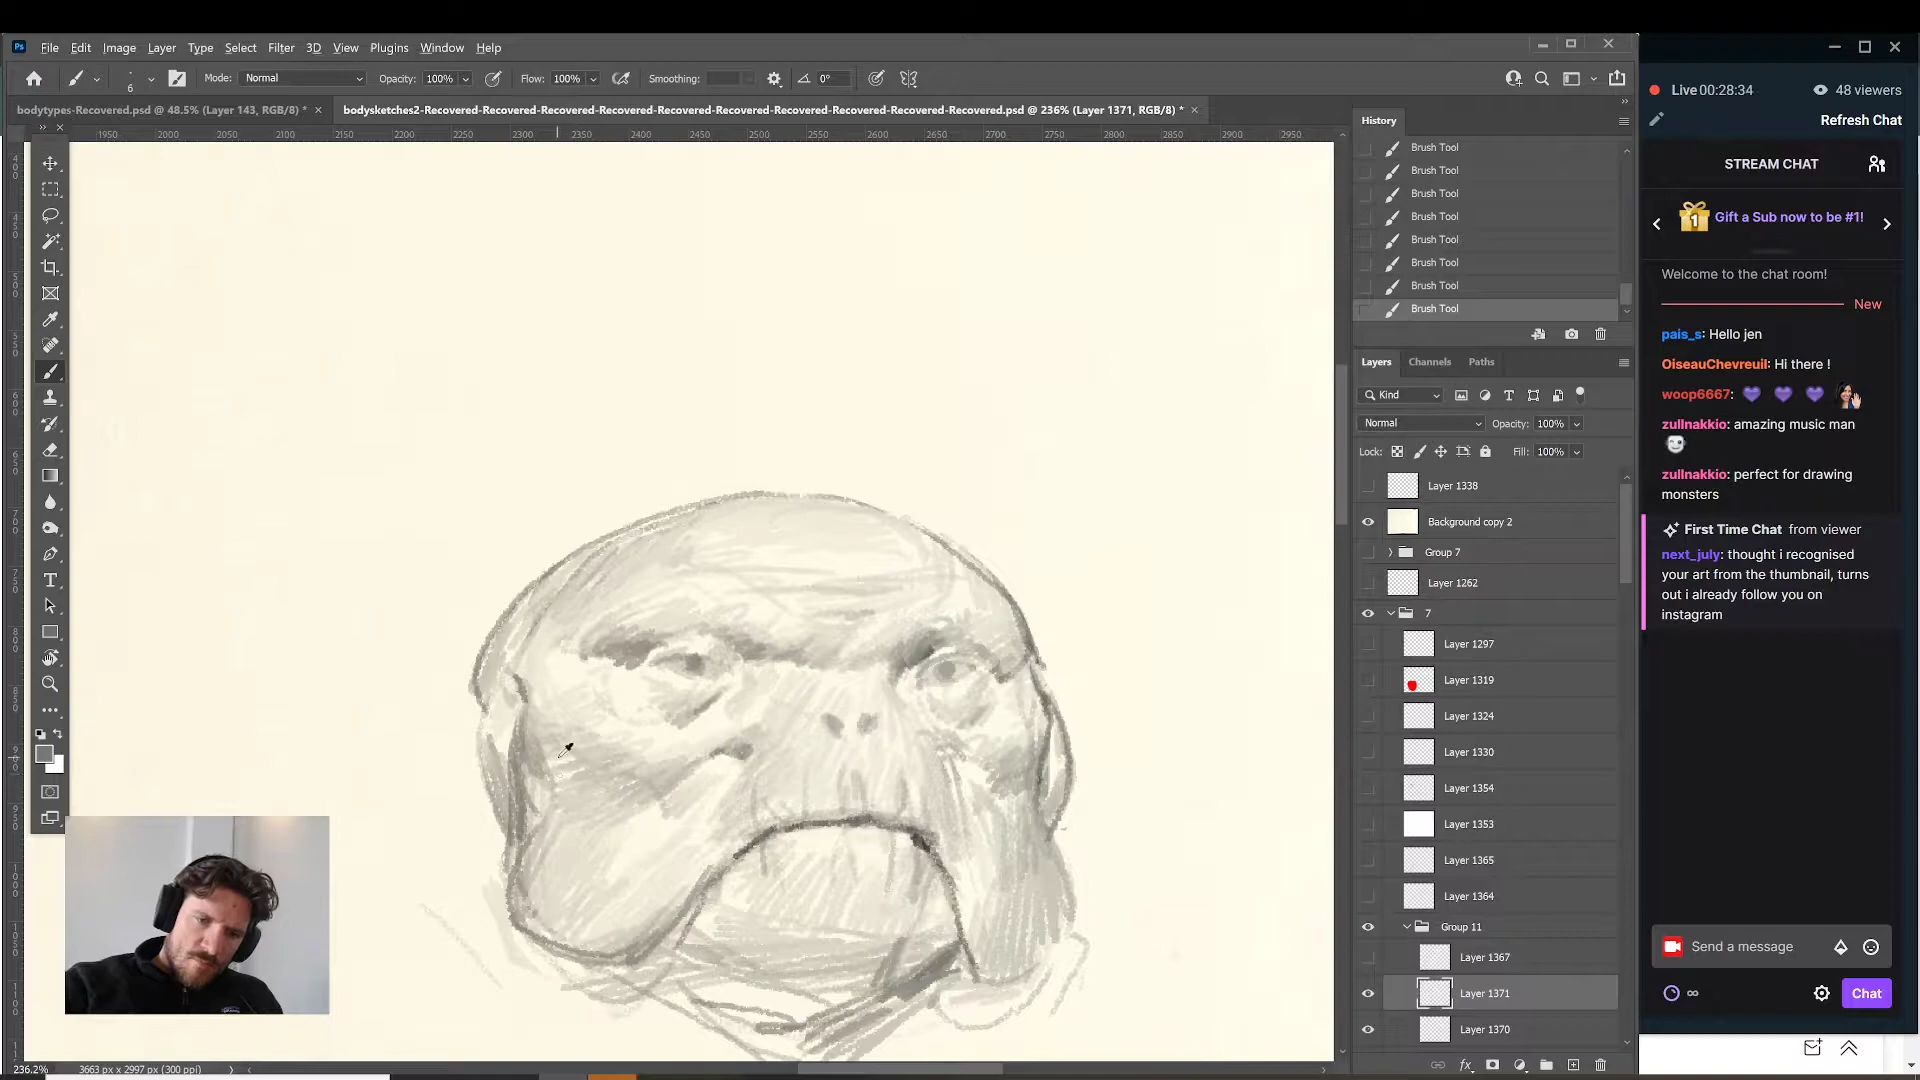 Ps File Edit Image Layer Type Select Filter 3D View Plugins Window Help
6 Mode: Normal Opacity: 100% Flow: 100% Smoothing: 0°
bodytypes-Recovered.psd @ 48.5% (Layer 143, RGB/8) * × bodysketches2-Recovered-Recovered-Recovered-Recovered-Recovered-Recovered-Recovered-Recovered-Recovered-Recovered.psd @ 236% (Layer 1371, RGB/8) * ×
1950 2000 2050 2100 2150 2200 2250 2300 2350 2400 2450 2500 2550 2600 2650 2700 2750 2800 2850 2900 2950
History
Brush Tool
Brush Tool
Brush Tool
Brush Tool
Brush Tool
Brush Tool
Brush Tool
Brush Tool
Layers Channels Paths
Kind
Normal Opacity: 100%
Lock: Fill: 100%
Layer 1338
Background copy 2
Group 7
Layer 1262
7
Layer 1297
Layer 1319
Layer 1324
Layer 1330
Layer 1354
Layer 1353
Layer 1365
Layer 1364
Group 11
Layer 1367
Layer 1371
Layer 1370
fx
236.2% 3663 px x 2997 px (300 ppi)
Live 00:28:34 48 viewers
Refresh Chat
STREAM CHAT
1 Gift a Sub now to be #1!
Welcome to the chat room!
New
pais_s: Hello jen
OiseauChevreuil: Hi there !
woop6667:
zullnakkio: amazing music man
zullnakkio: perfect for drawing
monsters
First Time Chat from viewer
next_july: thought i recognised
your art from the thumbnail, turns
out i already follow you on
instagram
Send a message
∞ Chat